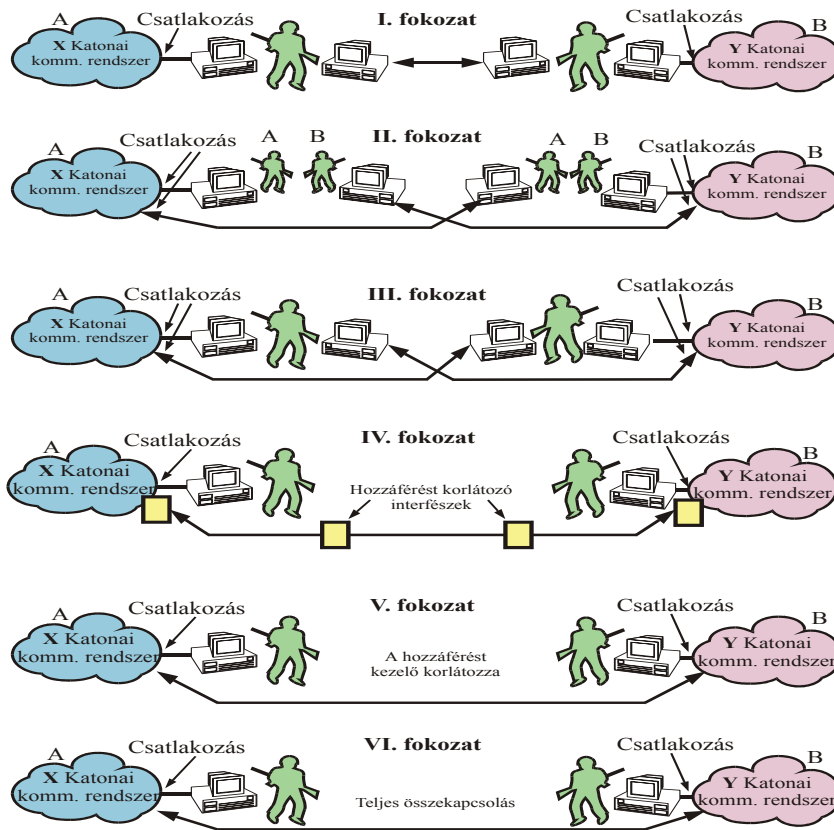 A
Csatlakozás
I. fokozat
Csatlakozás
B
X Katonai
komm. rendszer
Y Katonai
komm. rendszer
A
Csatlakozás
A
B
II. fokozat
A
B
Csatlakozás
B
X Katonai
komm. rendszer
Y Katonai
komm. rendszer
A
Csatlakozás
III. fokozat
Csatlakozás
B
X Katonai
komm. rendszer
Y Katonai
komm. rendszer
A
Csatlakozás
IV. fokozat
Csatlakozás
B
X Katonai
komm. rendszer
Hozzáférést korlátozó
interfészek
Y Katonai
komm. rendszer
A
Csatlakozás
V. fokozat
Csatlakozás
B
X Katonai
komm. rendszer
A hozzáférést
kezelő korlátozza
Y Katonai
komm. rendszer
A
Csatlakozás
VI. fokozat
Csatlakozás
B
X Katonai
komm. rendszer
Teljes összekapcsolás
Y Katonai
komm. rendszer